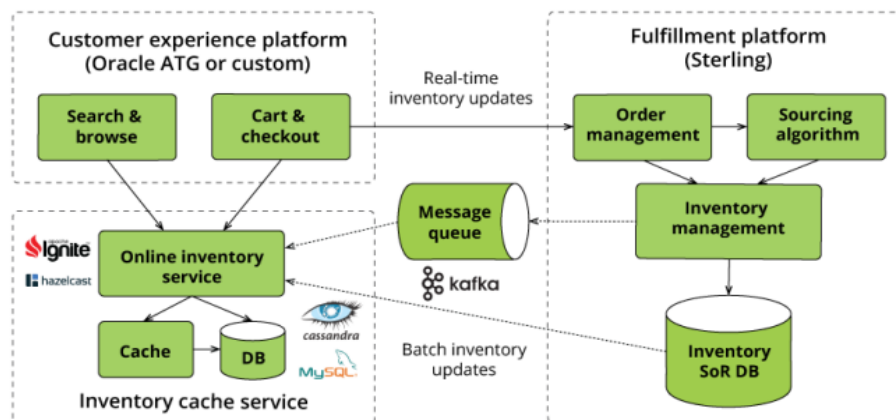 Customer experience platform
(Oracle ATG or custom)
Search &
browse
Cart &
checkout
Real-time
inventory updates
Fulfillment platform
(Sterling)
Order
management
Sourcing
algorithm
Message
queue
kafka
Inventory
management
Ignite
hazelcast
Online inventory
service
Cache
DB
cassandra
MySQL
Inventory cache service
Batch inventory
updates
Inventory
SoR DB